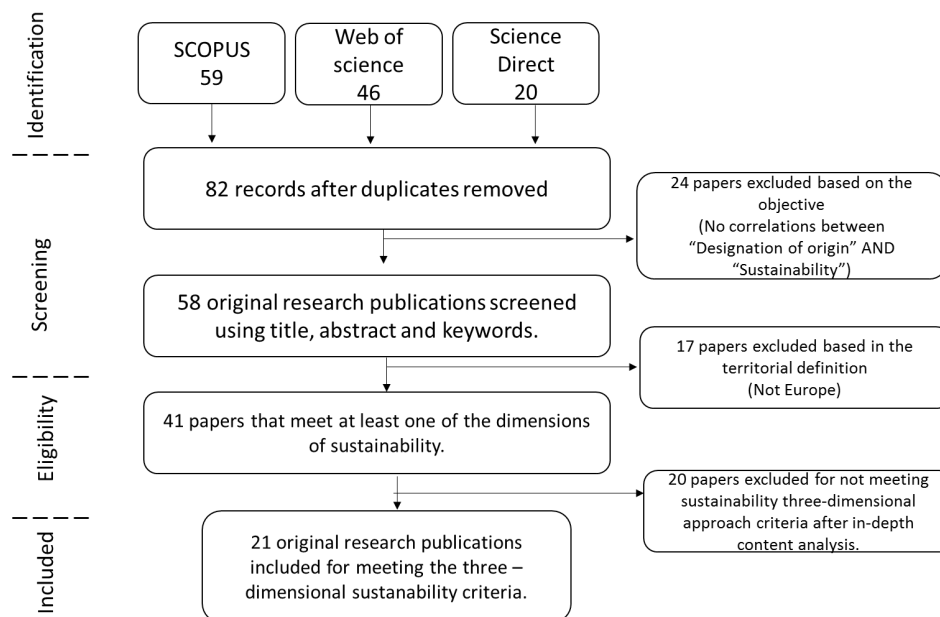 Identification
SCOPUS
59
Web of
science
46
Science
Direct
20
82 records after duplicates removed
24 papers excluded based on the
objective
(No correlations between
“Designation of origin” AND
“Sustainability”)
Screening
58 original research publications screened
using title, abstract and keywords.
17 papers excluded based in the
territorial definition
(Not Europe)
Eligibility
41 papers that meet at least one of the dimensions
of sustainability.
20 papers excluded for not meeting
sustainability three-dimensional
approach criteria after in-depth
content analysis.
Included
21 original research publications
included for meeting the three –
dimensional sustanability criteria.